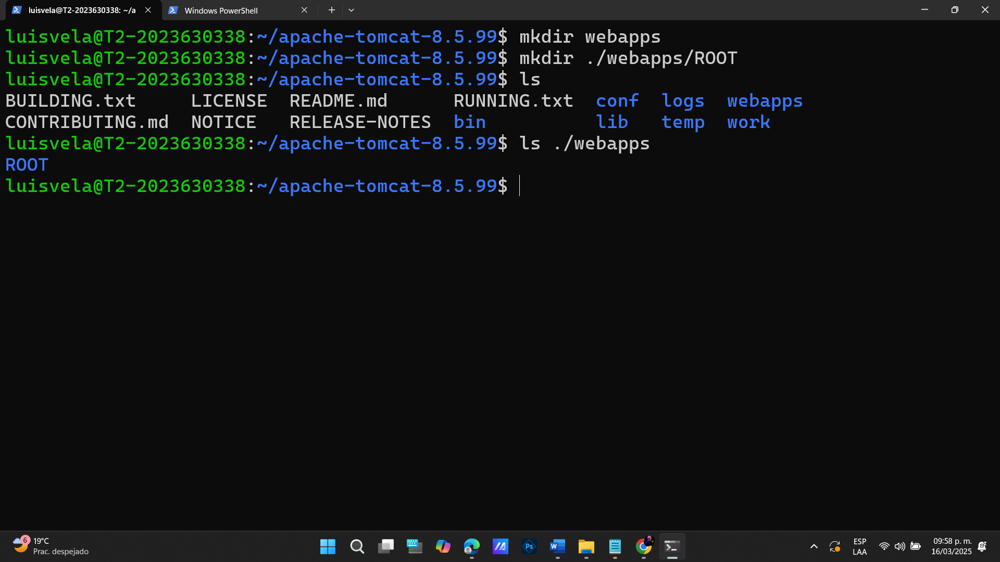 luisvela@T2-2023630338: ~/a
Windows PowerShell
luisvela@T2-2023630338:~/apache-tomcat-8.5.99$ mkdir webapps
luisvela@T2-2023630338:~/apache-tomcat-8.5.99$ mkdir ./webapps/ROOT
luisvela@T2-2023630338:~/apache-tomcat-8.5.99$ ls
BUILDING.txt LICENSE README.md RUNNING.txt conf logs webapps
CONTRIBUTING.md NOTICE RELEASE-NOTES bin lib temp work
luisvela@T2-2023630338:~/apache-tomcat-8.5.99$ ls ./webapps
ROOT
luisvela@T2-2023630338:~/apache-tomcat-8.5.99$
6
19°C
Prac. despejado
Ps
W
ESP
LAA
09:58 p. m.
16/03/2025